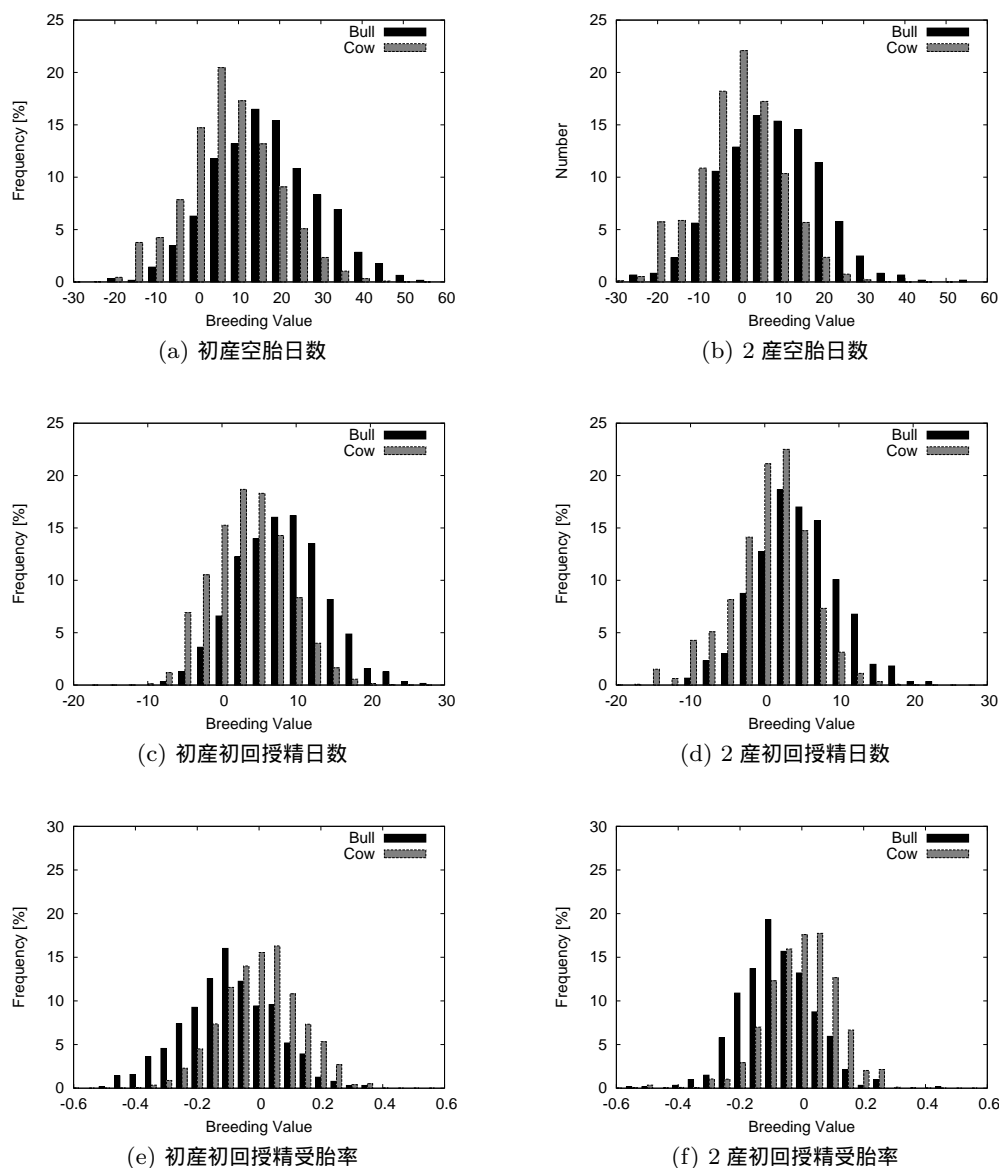 25
20
15
10
5
0
Frequency [%]
Bull
Cow
-30 -20 -10 0 10 20 30 40 50 60
Breeding Value
(a) 初産空胎日数
25
20
15
10
5
0
Number
Bull
Cow
-30 -20 -10 0 10 20 30 40 50 60
Breeding Value
(b) 2 産空胎日数
25
20
15
10
5
0
Frequency [%]
Bull
Cow
-20 -10 0 10 20 30
Breeding Value
(c) 初産初回授精日数
25
20
15
10
5
0
Frequency [%]
Bull
Cow
-20 -10 0 10 20 30
Breeding Value
(d) 2 産初回授精日数
30
25
20
15
10
5
0
Frequency [%]
Bull
Cow
-0.6 -0.4 -0.2 0 0.2 0.4 0.6
Breeding Value
(e) 初産初回授精受胎率
30
25
20
15
10
5
0
Frequency [%]
Bull
Cow
-0.6 -0.4 -0.2 0 0.2 0.4 0.6
Breeding Value
(f) 2 産初回授精受胎率